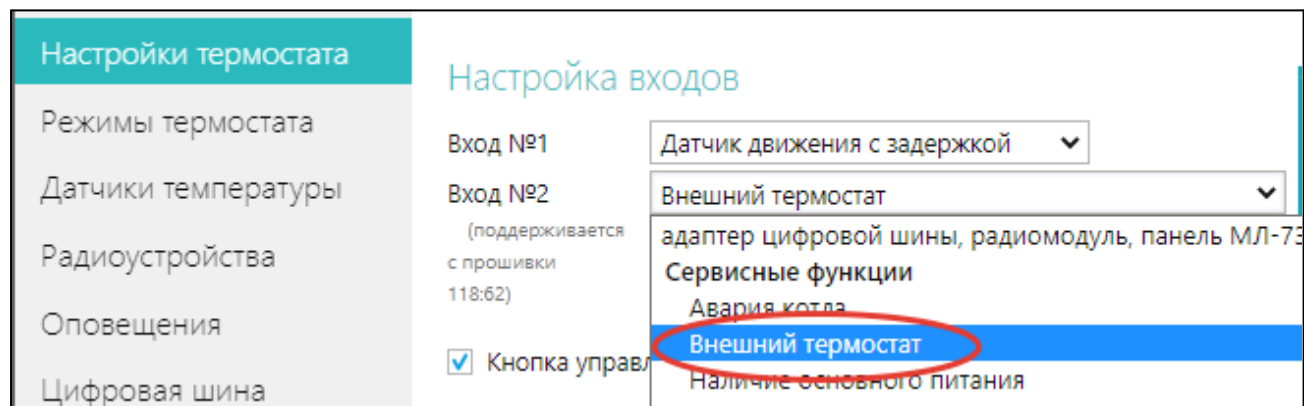 Настройки термостата
Режимы термостата
Датчики температуры
Радиоустройства
Оповещения
Цифровая шина
Настройка входов
Вход №1
Датчик движения с задержкой
Вход №2
Внешний термостат
(поддерживается
с прошивки
118:62)
адаптер цифровой шины, радиомодуль, панель МЛ-73
Сервисные функции
Авария котла
Внешний термостат
Наличие основного питания
Кнопка управл